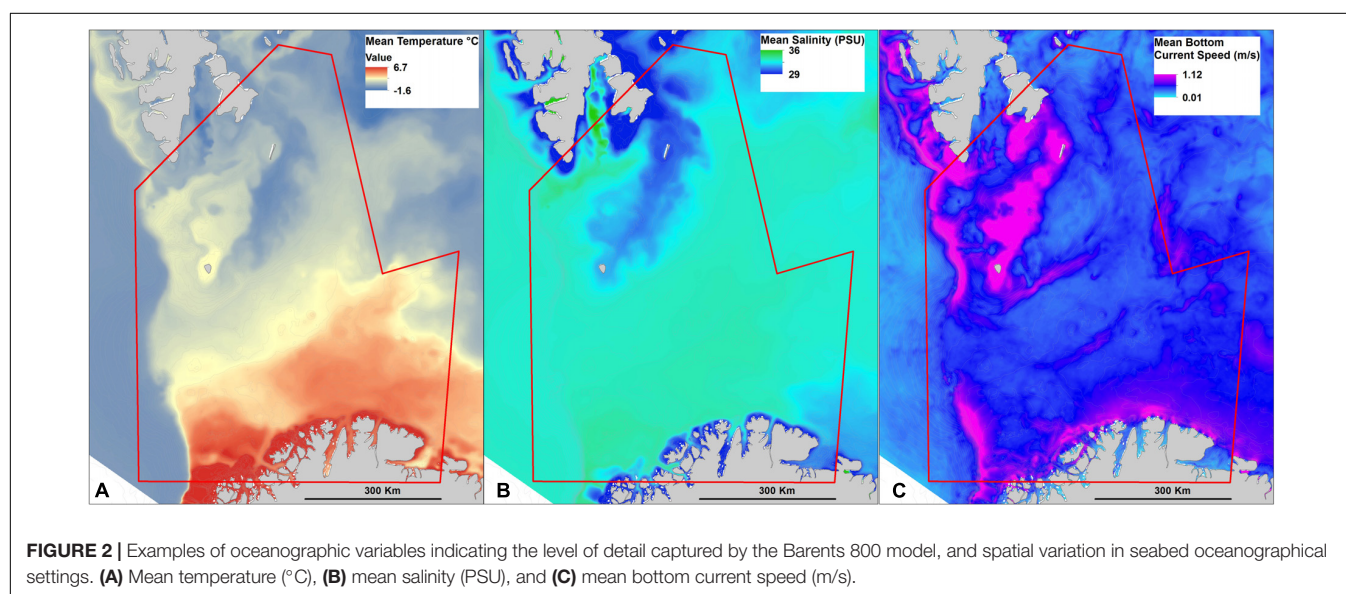 Mean Temperature °C
Value
6.7
-1.6
A
300 Km
Mean Salinity (PSU)
36
29
B
300 Km
Mean Bottom
Current Speed (m/s)
1.12
0.01
C
300 Km
FIGURE 2 | Examples of oceanographic variables indicating the level of detail captured by the Barents 800 model, and spatial variation in seabed oceanographical
settings. (A) Mean temperature (°C), (B) mean salinity (PSU), and (C) mean bottom current speed (m/s).